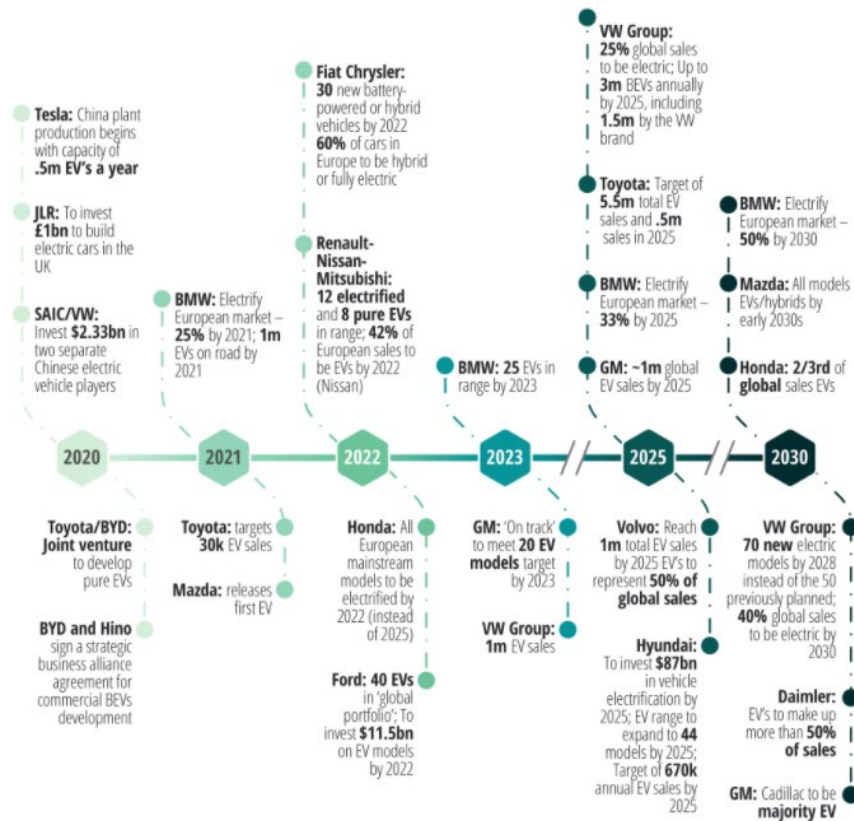 Tesla: China plant
production begins
with capacity of
.5m EV's a year
JLR: To invest
£1bn to build
electric cars in the
UK
SAIC/VW:
Invest $2.33bn in
two separate
Chinese electric
vehicle players
BMW: Electrify
European market –
25% by 2021; 1m
EVs on road by
2021
Fiat Chrysler:
30 new battery-
powered or hybrid
vehicles by 2022
60% of cars in
Europe to be hybrid
or fully electric
Renault-
Nissan-
Mitsubishi:
12 electrified
and 8 pure EVs
in range; 42% of
European sales to
be EVs by 2022
(Nissan)
BMW: 25 EVs in
range by 2023
VW Group:
25% global sales
to be electric; Up to
3m BEVs annually
by 2025, including
1.5m by the VW
brand
Toyota: Target of
5.5m total EV
sales and .5m
sales in 2025
BMW: Electrify
European market –
33% by 2025
GM: ~1m global
EV sales by 2025
BMW: Electrify
European market –
50% by 2030
Mazda: All models
EVs/hybrids by
early 2030s
Honda: 2/3rd of
global sales EVs
2020
2021
2022
2023
2025
2030
Toyota/BYD:
Joint venture
to develop
pure EVs
BYD and Hino
sign a strategic
business alliance
agreement for
commercial BEVs
development
Toyota: targets
30k EV sales
Mazda: releases
first EV
Honda: All
European
mainstream
models to be
electrified by
2022 (instead
of 2025)
Ford: 40 EVs
in 'global
portfolio'; To
invest $11.5bn
on EV models
by 2022
GM: 'On track'
to meet 20 EV
models target
by 2023
VW Group:
1m EV sales
Volvo: Reach
1m total EV sales
by 2025 EV's to
represent 50% of
global sales
Hyundai:
To invest $87bn
in vehicle
electrification by
2025; EV range to
expand to 44
models by 2025;
Target of 670k
annual EV sales by
2025
VW Group:
70 new electric
models by 2028
instead of the 50
previously planned;
40% global sales
to be electric by
2030
Daimler:
EV's to make up
more than 50%
of sales
GM: Cadillac to be
majority EV